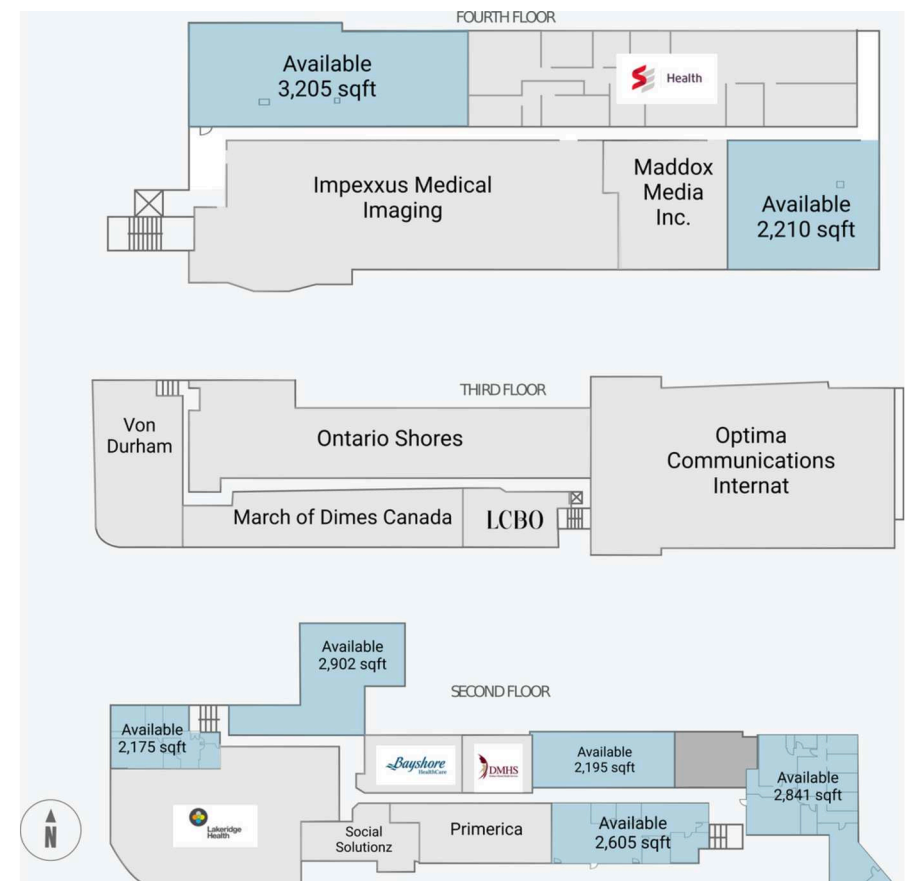 FOURTH FLOOR
Available
3,205 sqft
Health
Impexxus Medical
Imaging
Maddox
Media
Inc.
Available
2,210 sqft
THIRD FLOOR
Von
Durham
Ontario Shores
Optima
Communications
Internat
March of Dimes Canada
LCBO
Available
2,902 sqft
SECOND FLOOR
Available
2,175 sqft
Bayshore
HealthCare
DMHS
Available
2,195 sqft
Available
2,841 sqft
Lakeridge
Health
Social
Solutionz
Primerica
Available
2,605 sqft
N